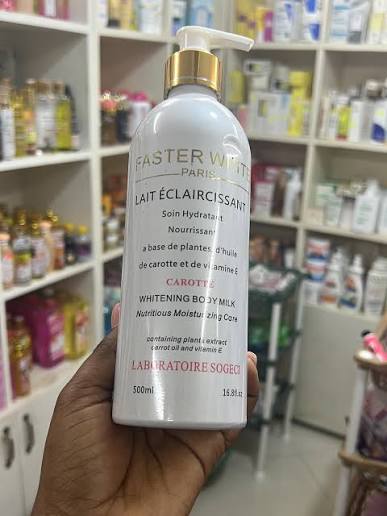 FASTER WHITE
PARIS
LAIT ÉCLAIRCISSANT
Soin Hydratant
Nourrissant
a base de plantes, d'huile
de carotte et de vitamine E
CAROTTE
WHITENING BODY MILK
Nutritious Moisturizing Care
containing plants extract
carrot oil and vitamin E
LABORATOIRE SOGECI
500ml 16.8fl.oz